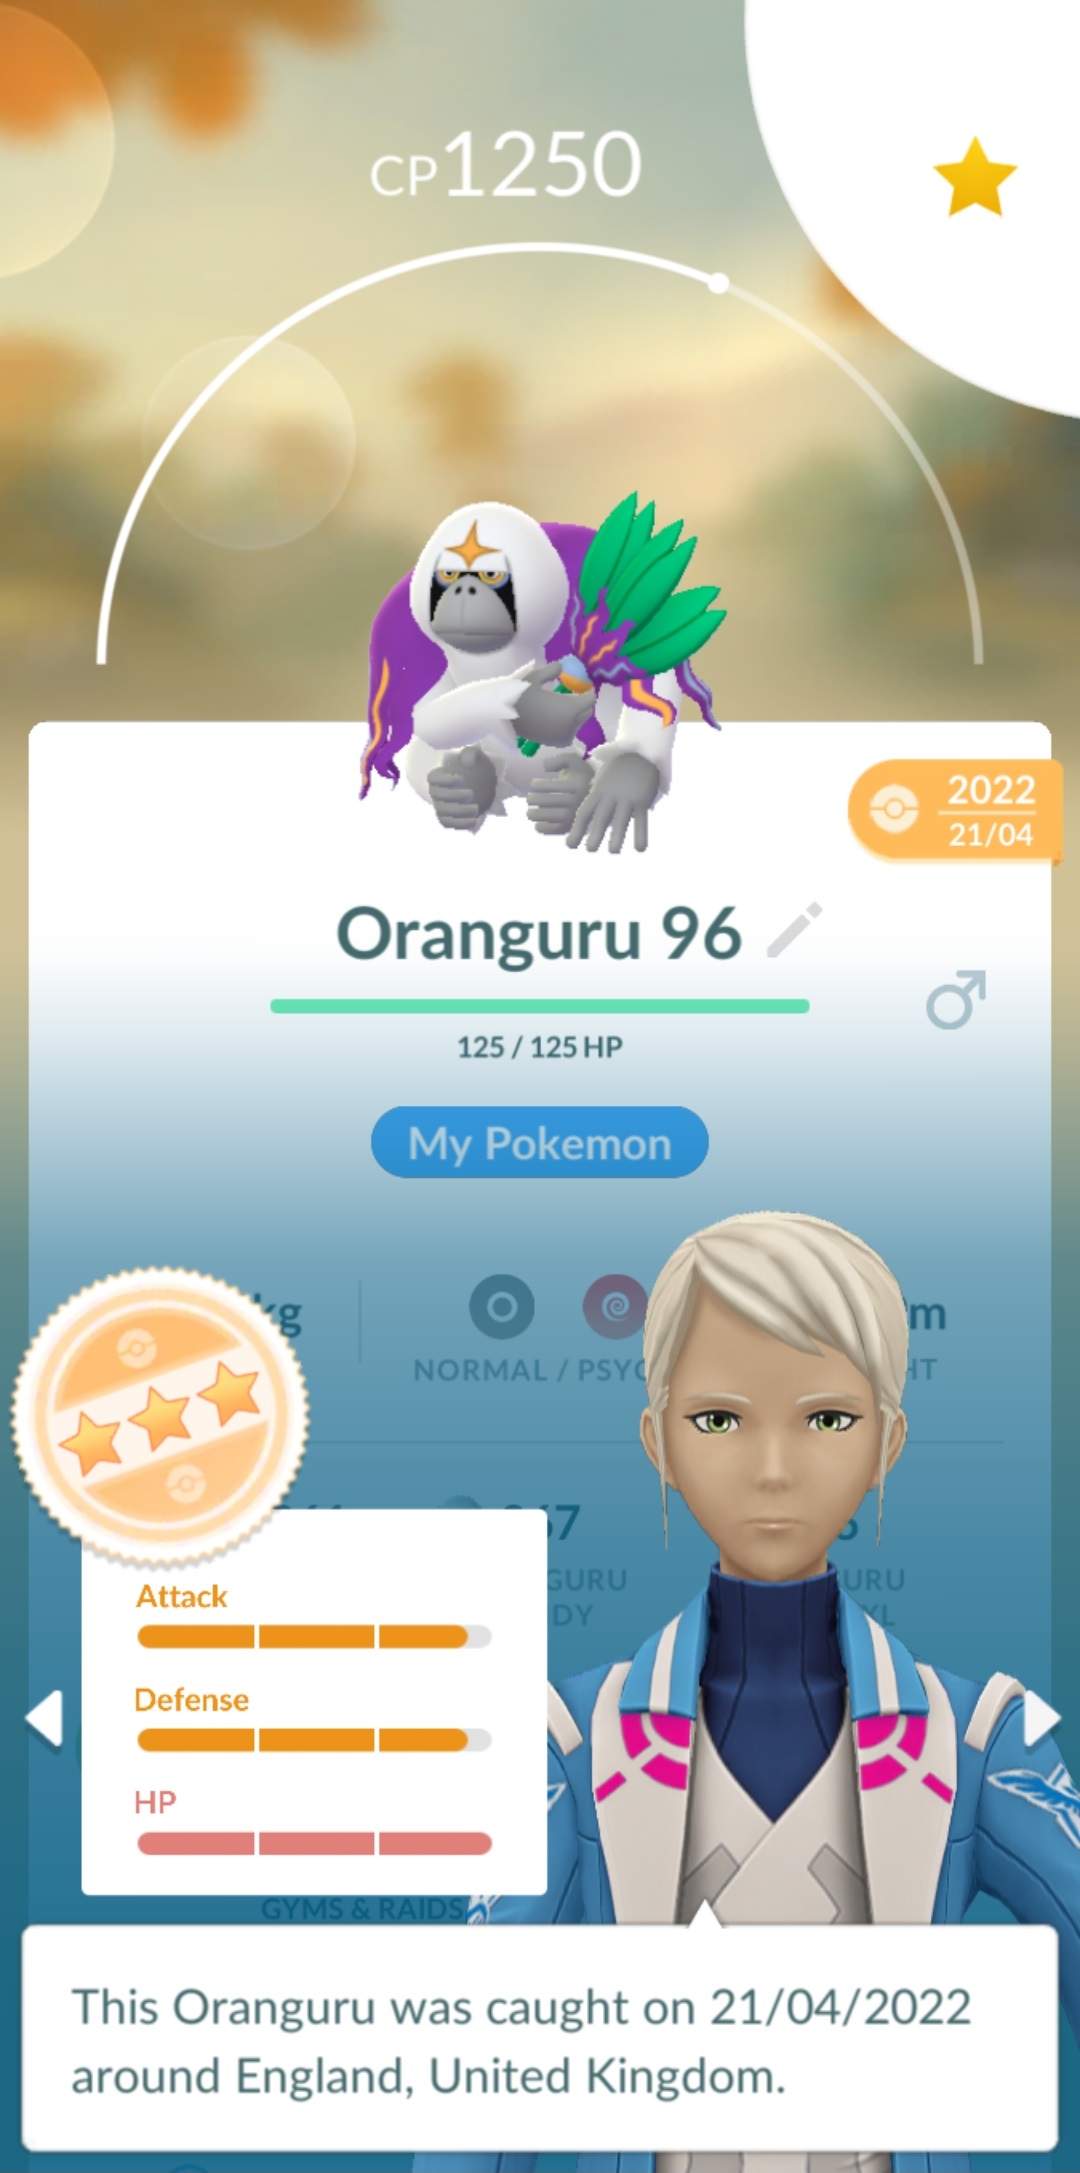 CP1250
2022
21/04
Oranguru 96
125 / 125 HP
My Pokemon
kg
m
NORMAL /
Attack
Defense
HP
GYMS & RAIDS
This Oranguru was caught on 21/04/2022
around England, United Kingdom.